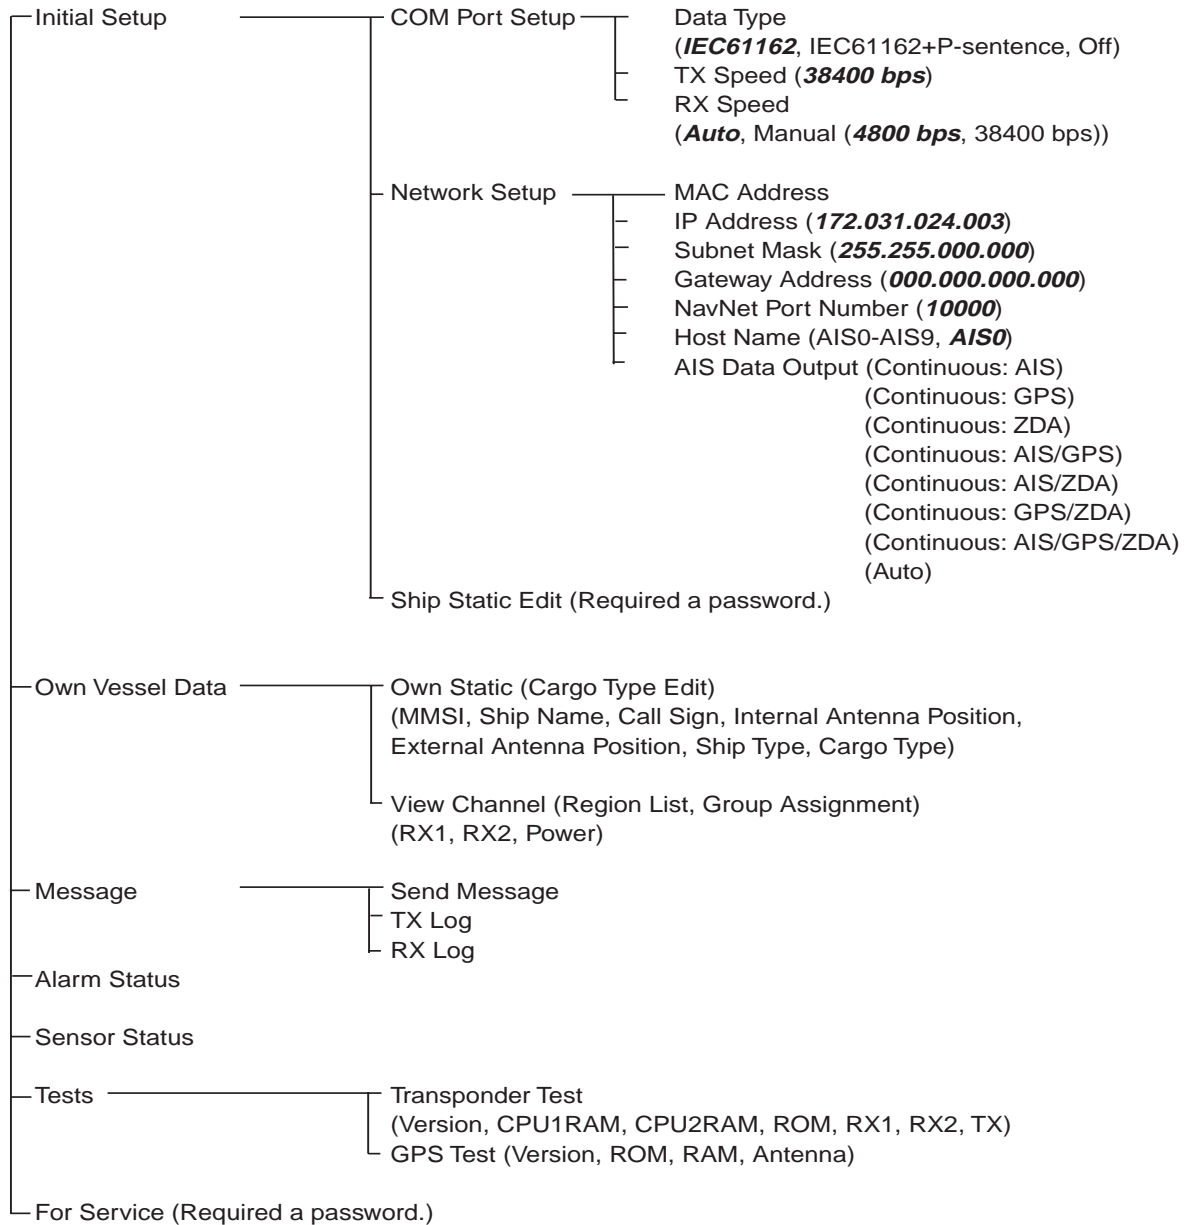 Initial Setup COM Port Setup Data Type
(IEC61162, IEC61162+P-sentence, Off)
TX Speed (38400 bps)
RX Speed
(Auto, Manual (4800 bps, 38400 bps))
Network Setup MAC Address
IP Address (172.031.024.003)
Subnet Mask (255.255.000.000)
Gateway Address (000.000.000.000)
NavNet Port Number (10000)
Host Name (AIS0-AIS9, AIS0)
AIS Data Output (Continuous: AIS)
(Continuous: GPS)
(Continuous: ZDA)
(Continuous: AIS/GPS)
(Continuous: AIS/ZDA)
(Continuous: GPS/ZDA)
(Continuous: AIS/GPS/ZDA)
(Auto)
Ship Static Edit (Required a password.)
Own Vessel Data Own Static (Cargo Type Edit)
(MMSI, Ship Name, Call Sign, Internal Antenna Position,
External Antenna Position, Ship Type, Cargo Type)
View Channel (Region List, Group Assignment)
(RX1, RX2, Power)
Message Send Message
TX Log
RX Log
Alarm Status
Sensor Status
Tests Transponder Test
(Version, CPU1RAM, CPU2RAM, ROM, RX1, RX2, TX)
GPS Test (Version, ROM, RAM, Antenna)
For Service (Required a password.)